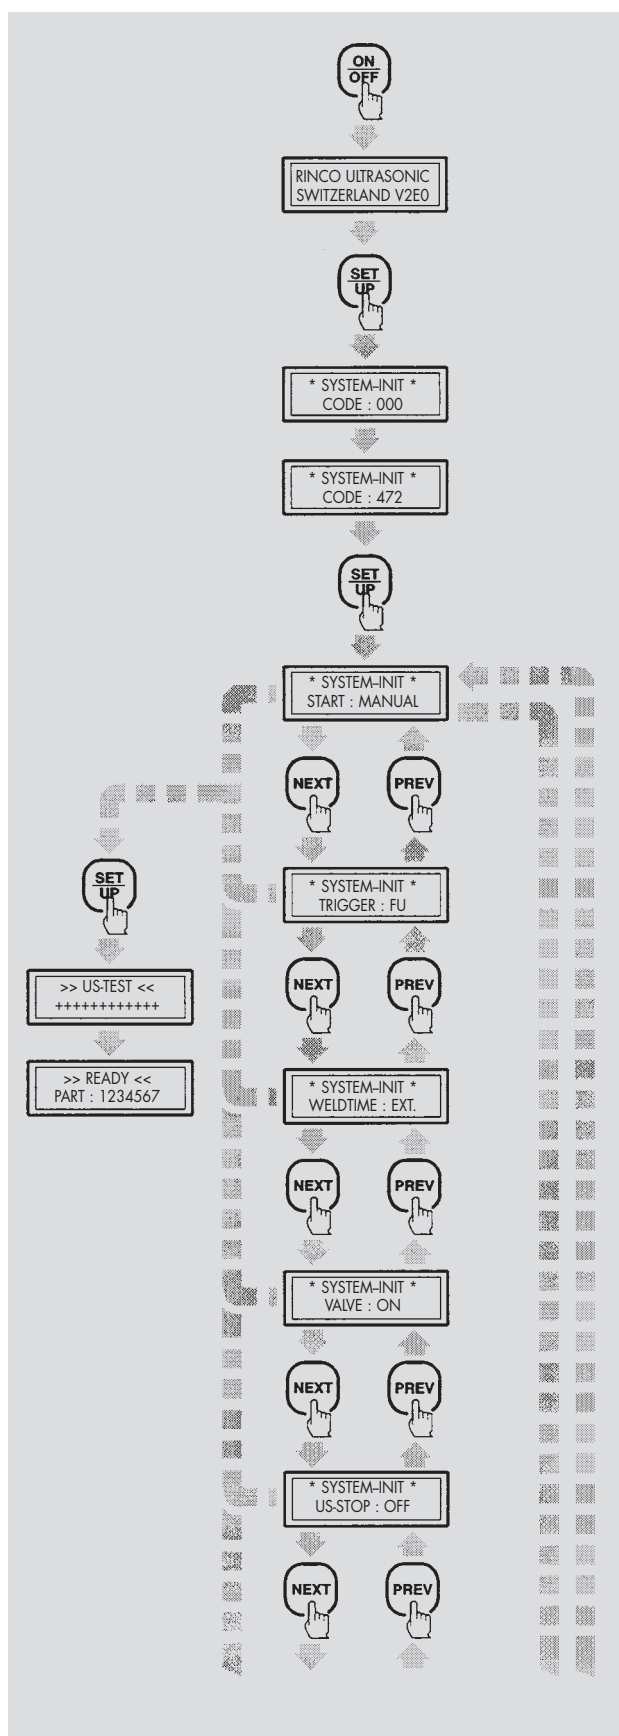 ON
OFF
RINCO ULTRASONIC
SWITZERLAND V2E0
SET
UP
* SYSTEM–INIT *
CODE : 000
* SYSTEM–INIT *
CODE : 472
SET
UP
* SYSTEM–INIT *
START : MANUAL
NEXT
PREV
SET
UP
* SYSTEM–INIT *
TRIGGER : FU
>> US-TEST <<
++++++++++++
NEXT
PREV
>> READY <<
PART : 1234567
* SYSTEM–INIT *
WELDTIME : EXT.
NEXT
PREV
* SYSTEM–INIT *
VALVE : ON
NEXT
PREV
* SYSTEM–INIT *
US-STOP : OFF
NEXT
PREV